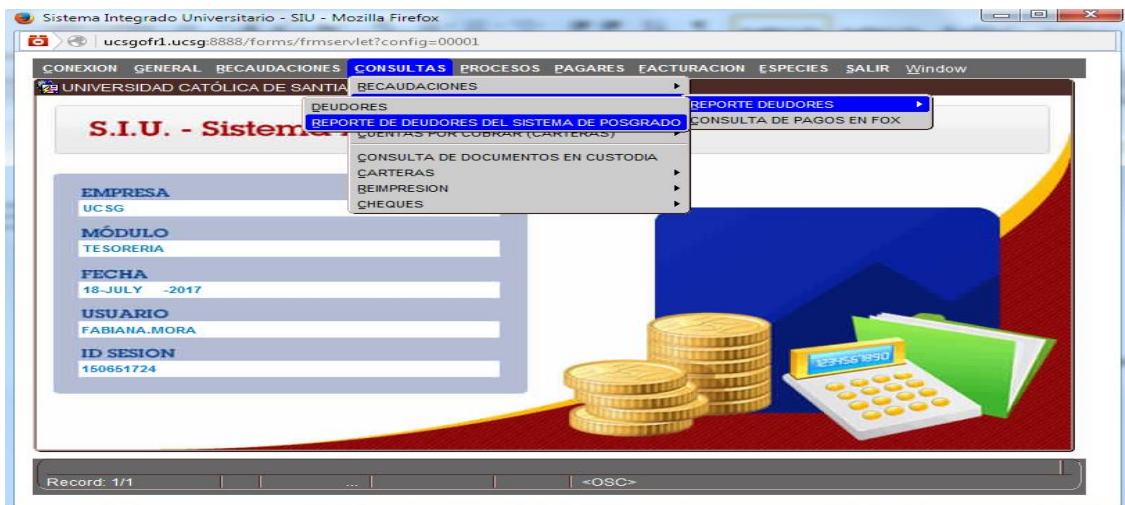 Sistema Integrado Universitario - SIU - Mozilla Firefox
ucsgofr1.ucsg:8888/forms/frmservlet?config=00001
CONEXION GENERAL RECAUDACIONES CONSULTAS PROCESOS PAGARES FACTURACION ESPECIES SALIR Window
UNIVERSIDAD CATÓLICA DE SANTIA
RECAUDACIONES
DEUDORES
REPORTE DE DEUDORES DEL SISTEMA DE POSGRADO
REPORTE DEUDORES
CONSULTA DE PAGOS EN FOX
CUENTAS POR COBRAR (CARTERAS)
CONSULTA DE DOCUMENTOS EN CUSTODIA
CARTERAS
REIMPRESION
CHEQUES
S.I.U. - Sistema
EMPRESA
UCSG
MÓDULO
TESORERIA
FECHA
18-JULY -2017
USUARIO
FABIANA.MORA
ID SESION
150651724
1234567890
Record: 1/1 ... <OSC>